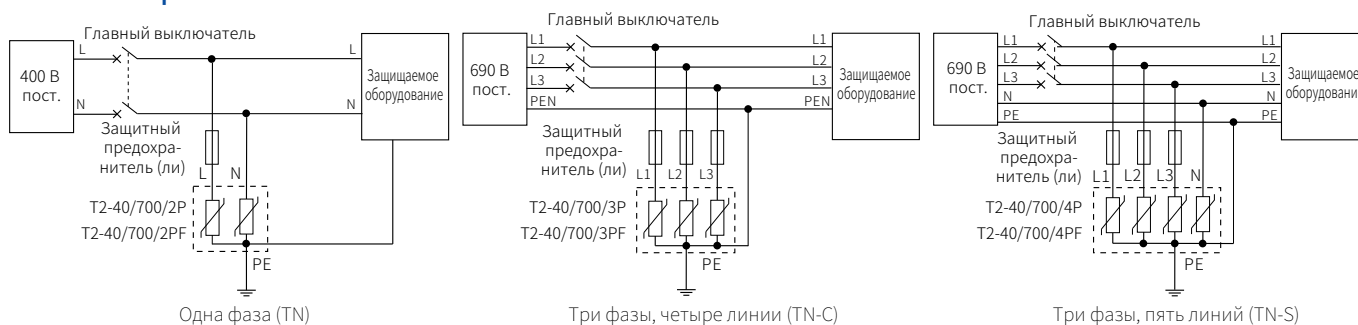 Главный выключатель
L
L
400 В
пост.
Защищаемое
оборудование
N
N
Защитный
предохра-
нитель (ли)
L
N
T2-40/700/2P
T2-40/700/2PF
PE
Одна фаза (TN)
Главный выключатель
L1
L1
690 В
пост.
L2
L2
L3
L3
Защищаемое
оборудование
PEN
PEN
Защитный
предохра-
нитель (ли)
L1
L2
L3
T2-40/700/3P
T2-40/700/3PF
PE
Три фазы, четыре линии (TN-C)
Главный выключатель
L1
L1
690 В
пост.
L2
L2
L3
L3
Защищаемое
оборудование
N
N
PE
PE
Защитный
предохра-
нитель (ли)
L1
L2
L3
N
T2-40/700/4P
T2-40/700/4PF
PE
Три фазы, пять линий (TN-S)